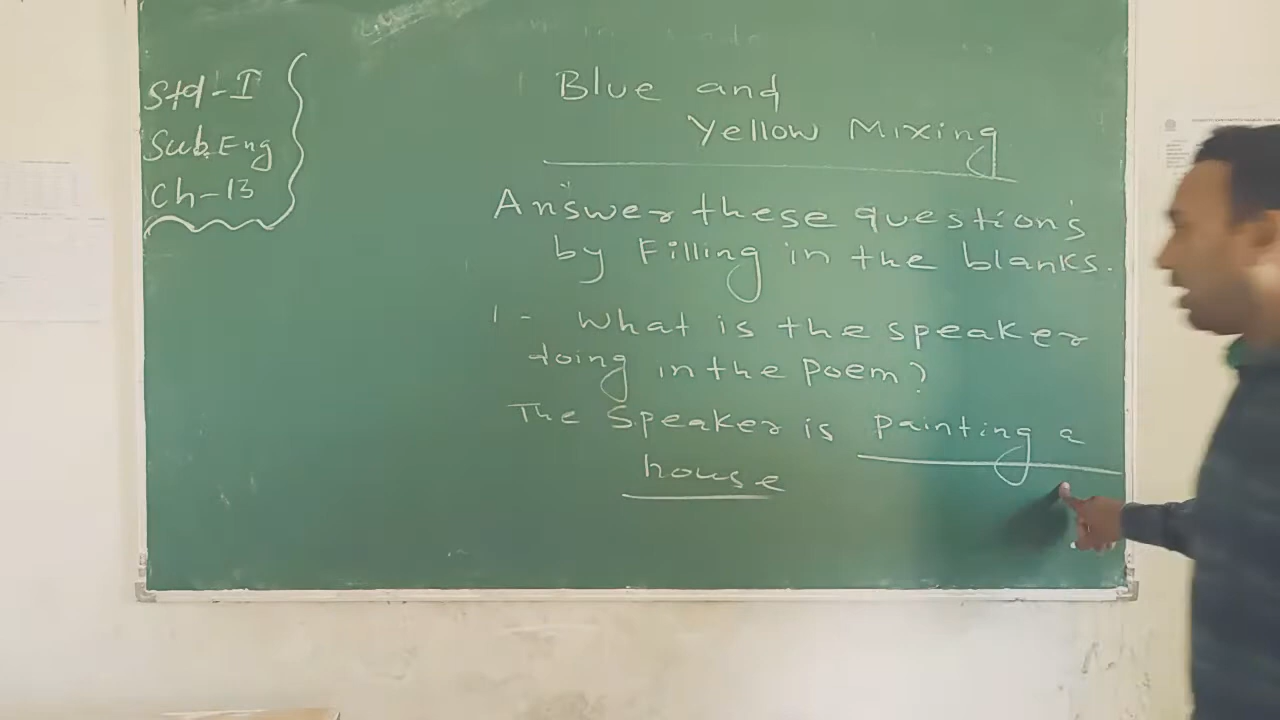 Std-I
Sub. Eng
Ch-13
Blue and
Yellow Mixing
Answer these question's
by Filling in the blanks.
1- What is the speaker
doing in the poem?
The Speaker is painting a
house